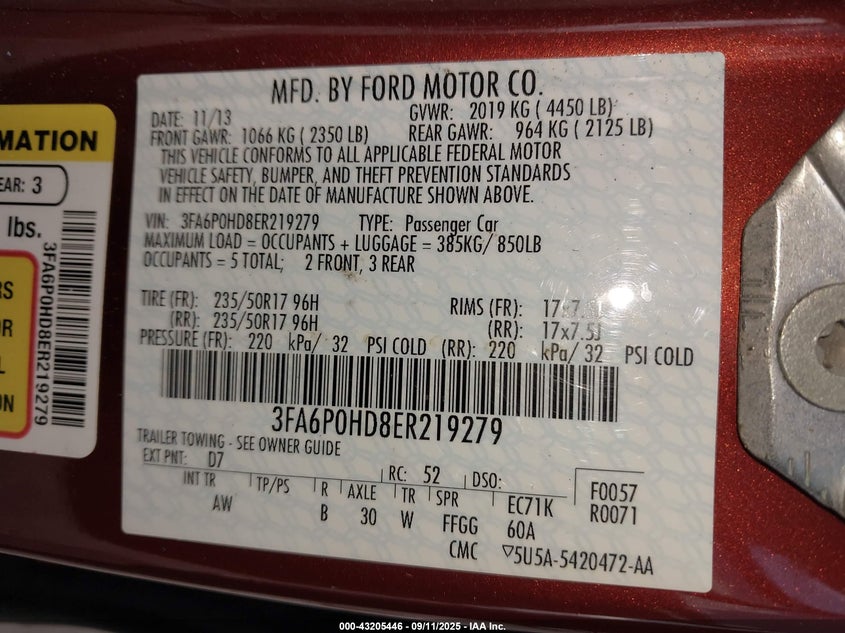 MATION
EAR: 3
lbs.
3FA6P0HD8ER219279
RS
OR
L
ON
MFD. BY FORD MOTOR CO.
DATE: 11/13 GVWR: 2019 KG ( 4450 LB)
FRONT GAWR: 1066 KG ( 2350 LB) REAR GAWR: 964 KG ( 2125 LB)
THIS VEHICLE CONFORMS TO ALL APPLICABLE FEDERAL MOTOR
VEHICLE SAFETY, BUMPER, AND THEFT PREVENTION STANDARDS
IN EFFECT ON THE DATE OF MANUFACTURE SHOWN ABOVE.
VIN: 3FA6P0HD8ER219279 TYPE: Passenger Car
MAXIMUM LOAD = OCCUPANTS + LUGGAGE = 385KG/ 850LB
OCCUPANTS = 5 TOTAL; 2 FRONT, 3 REAR
TIRE (FR): 235/50R17 96H RIMS (FR): 17x7.
(RR): 235/50R17 96H (RR): 17x7.5J
PRESSURE (FR): 220 kPa/ 32 PSI COLD (RR): 220 kPa/ 32 PSI COLD
3FA6P0HD8ER219279
TRAILER TOWING - SEE OWNER GUIDE
EXT PNT: D7 RC: 52 DSO: F0057
INT TR TP/PS R AXLE TR SPR EC71K R0071
AW B 30 W FFGG 60A
CMC ▽5U5A-5420472-AA
000-43205446 - 09/11/2025 - IAA Inc.